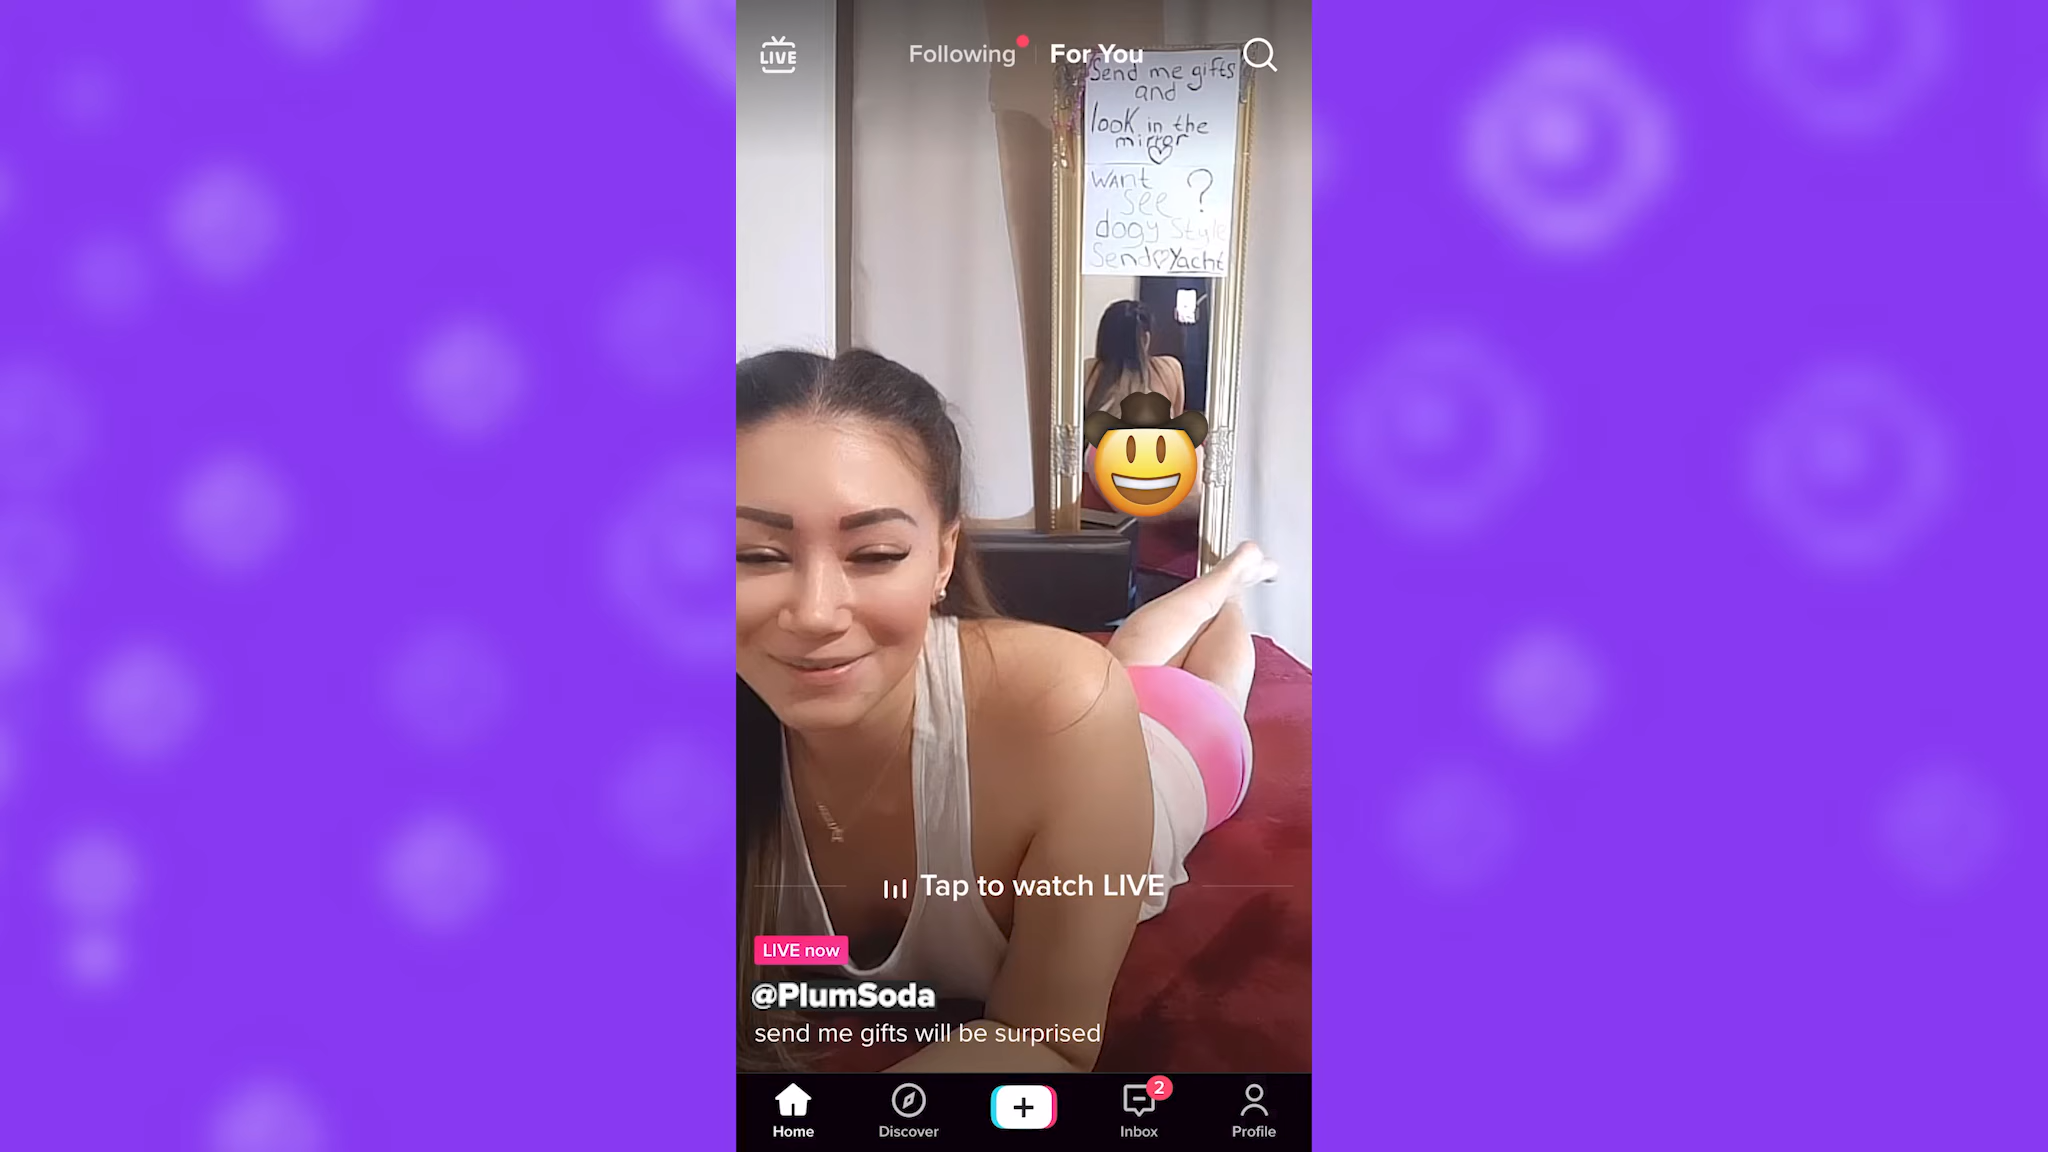 LIVE
Following
For You
Send me gifts
and
look in the
mirror
WANt ?
See
dogy Style
Send♡Yacht
Tap to watch LIVE
LIVE now
@PlumSoda
send me gifts will be surprised
Home
Discover
2
Inbox
Profile